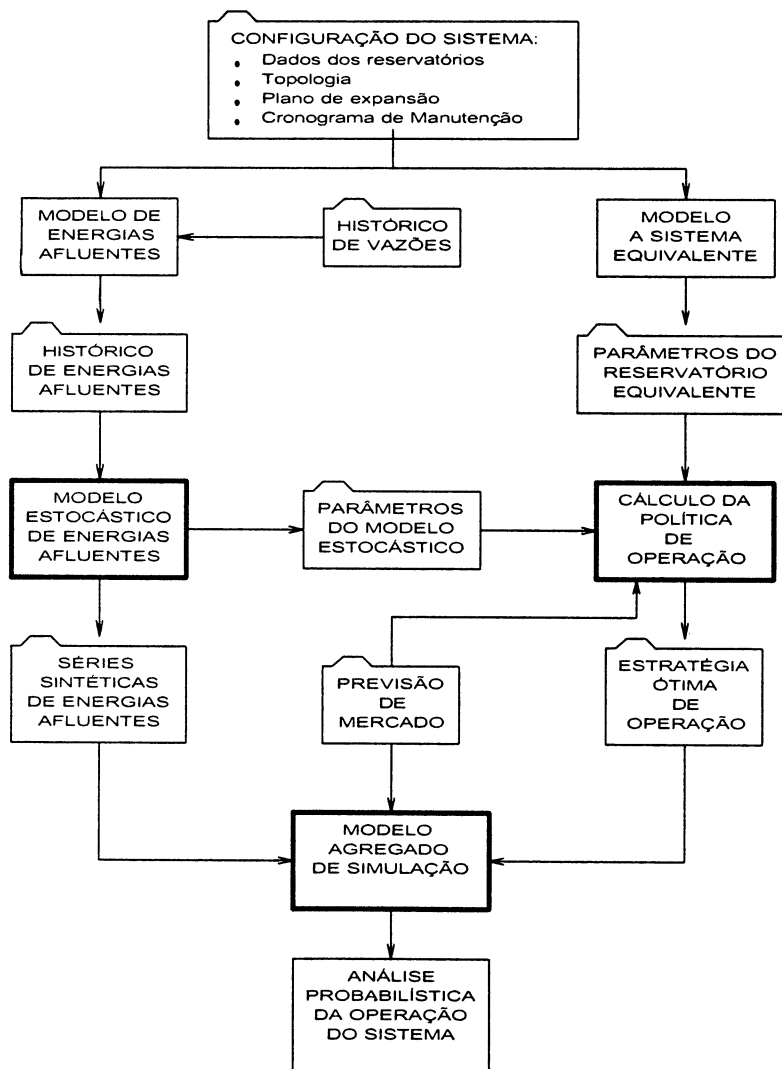 CONFIGURAÇÃO DO SISTEMA:
• Dados dos reservatórios
• Topologia
• Plano de expansão
• Cronograma de Manutenção
MODELO DE
ENERGIAS
AFLUENTES
HISTÓRICO
DE VAZÕES
MODELO
A SISTEMA
EQUIVALENTE
HISTÓRICO
DE ENERGIAS
AFLUENTES
PARÂMETROS DO
RESERVATÓRIO
EQUIVALENTE
MODELO
ESTOCÁSTICO
DE ENERGIAS
AFLUENTES
PARÂMETROS
DO MODELO
ESTOCÁSTICO
CÁLCULO DA
POLÍTICA
DE
OPERAÇÃO
SÉRIES
SINTÉTICAS
DE ENERGIAS
AFLUENTES
PREVISÃO
DE
MERCADO
ESTRATÉGIA
ÓTIMA
DE
OPERAÇÃO
MODELO
AGREGADO
DE SIMULAÇÃO
ANÁLISE
PROBABILÍSTICA
DA OPERAÇÃO
DO SISTEMA